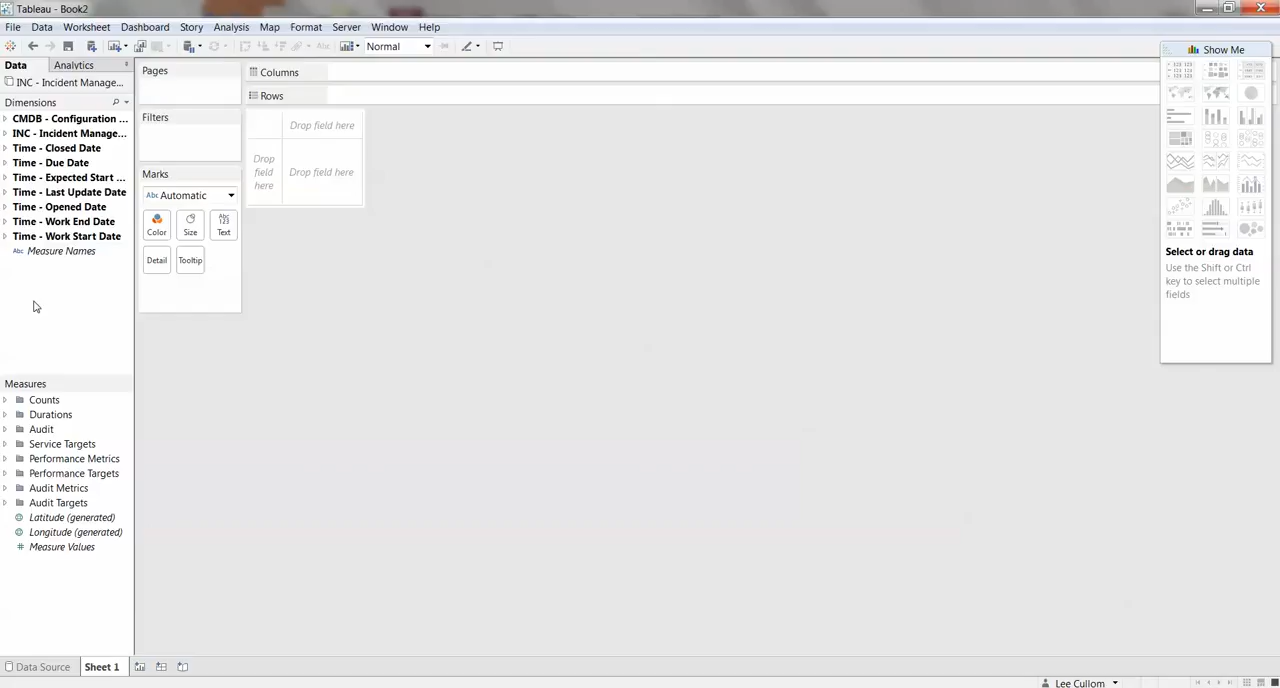 Tableau - Book2
File Data Worksheet Dashboard Story Analysis Map Format Server Window Help
Abc Normal
Data Analytics
INC - Incident Manage...
Dimensions
CMDB - Configuration ...
INC - Incident Manage...
Time - Closed Date
Time - Due Date
Time - Expected Start ...
Time - Last Update Date
Time - Opened Date
Time - Work End Date
Time - Work Start Date
Abc Measure Names
Measures
Counts
Durations
Audit
Service Targets
Performance Metrics
Performance Targets
Audit Metrics
Audit Targets
Latitude (generated)
Longitude (generated)
# Measure Values
Pages
Filters
Marks
Abc Automatic
Color Size Abc 123 Text
Detail Tooltip
Columns
Rows
Drop field here
Drop field here
Drop field here
Show Me
Select or drag data
Use the Shift or Ctrl
key to select multiple
fields
Data Source Sheet 1
Lee Cullom